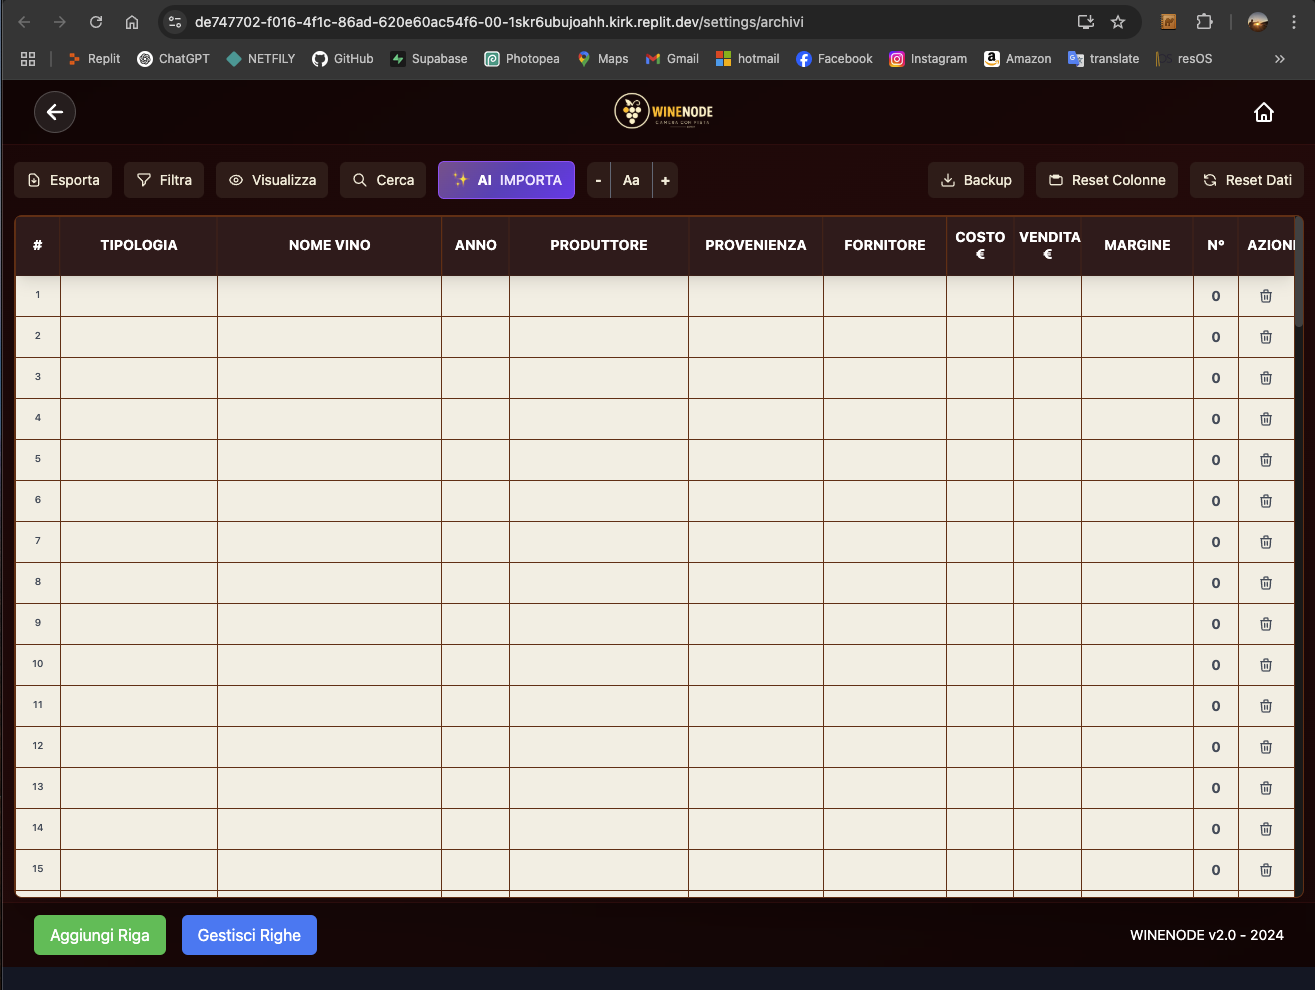 de747702-f016-4f1c-86ad-620e60ac54f6-00-1skr6ubujoahh.kirk.replit.dev/settings/archivi
Replit ChatGPT NETFILY GitHub Supabase Photopea Maps Gmail hotmail Facebook Instagram Amazon translate resOS »
WINENODE
Esporta Filtra Visualizza Cerca AI IMPORTA - Aa + Backup Reset Colonne Reset Dati
# TIPOLOGIA NOME VINO ANNO PRODUTTORE PROVENIENZA FORNITORE COSTO € VENDITA € MARGINE N° AZIONI
1 0
2 0
3 0
4 0
5 0
6 0
7 0
8 0
9 0
10 0
11 0
12 0
13 0
14 0
15 0
Aggiungi Riga Gestisci Righe WINENODE v2.0 - 2024